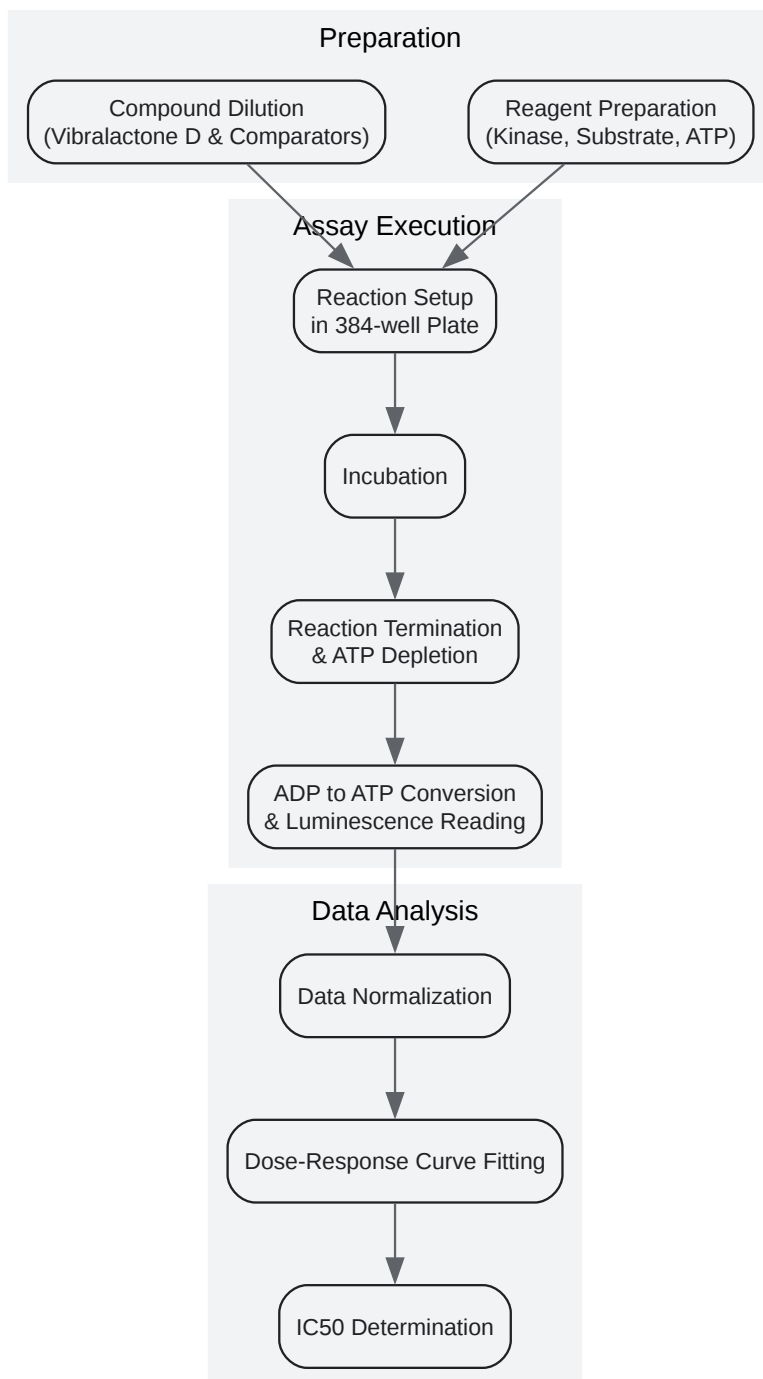 Preparation
Compound Dilution
(Vibralactone D & Comparators)
Reagent Preparation
(Kinase, Substrate, ATP)
Assay Execution
Reaction Setup
in 384-well Plate
Incubation
Reaction Termination
& ATP Depletion
ADP to ATP Conversion
& Luminescence Reading
Data Analysis
Data Normalization
Dose-Response Curve Fitting
IC50 Determination